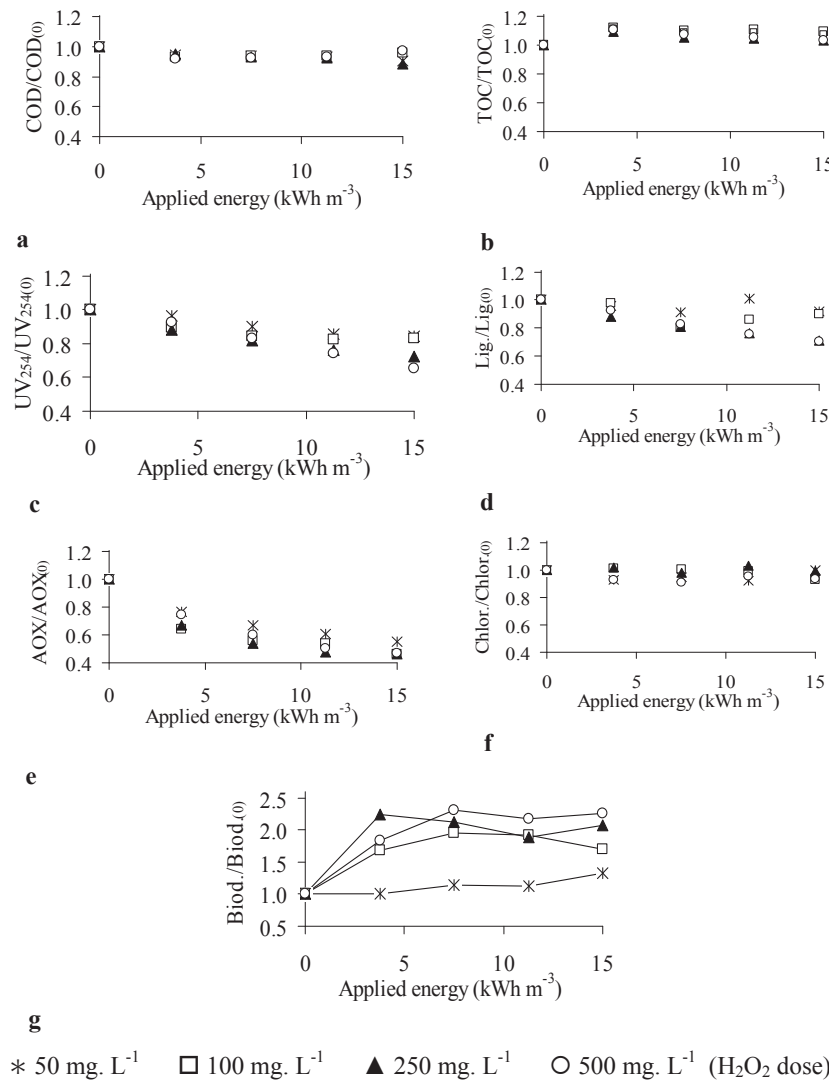 COD/COD(0)
1.2
1.0
0.8
0.6
0.4
0 5 10 15
Applied energy (kWh m⁻³)
a
TOC/TOC(0)
1.2
1.0
0.8
0.6
0.4
0 5 10 15
Applied energy (kWh m⁻³)
b
UV₂₅₄/UV₂₅₄(0)
1.2
1.0
0.8
0.6
0.4
0 5 10 15
Applied energy (kWh m⁻³)
c
Lig./Lig(0)
1.2
1.0
0.8
0.6
0.4
0 5 10 15
Applied energy (kWh m⁻³)
d
AOX/AOX(0)
1.2
1.0
0.8
0.6
0.4
0 5 10 15
Applied energy (kWh m⁻³)
e
Chlor./Chlor.(0)
1.2
1.0
0.8
0.6
0.4
0 5 10 15
Applied energy (kWh m⁻³)
f
Biod./Biod.(0)
2.5
2.0
1.5
1.0
0.5
0 5 10 15
Applied energy (kWh m⁻³)
g
50 mg. L⁻¹ 100 mg. L⁻¹ 250 mg. L⁻¹ 500 mg. L⁻¹ (H₂O₂ dose)